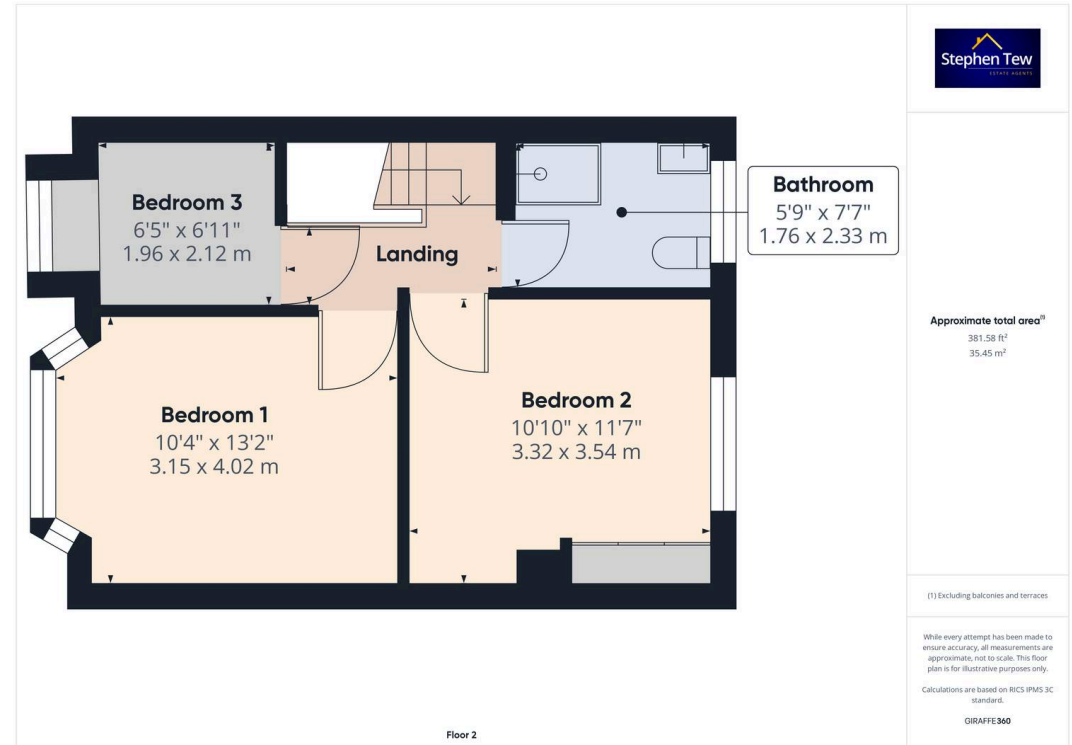 Bedroom 3
6'5" x 6'11"
1.96 x 2.12 m
Landing
Bathroom
5'9" x 7'7"
1.76 x 2.33 m
Bedroom 1
10'4" x 13'2"
3.15 x 4.02 m
Bedroom 2
10'10" x 11'7"
3.32 x 3.54 m
Floor 2
Stephen Tew
ESTATE AGENTS
Approximate total area(1)
381.58 ft²
35.45 m²
(1) Excluding balconies and terraces
While every attempt has been made to
ensure accuracy, all measurements are
approximate, not to scale. This floor
plan is for illustrative purposes only.
Calculations are based on RICS IPMS 3C
standard.
GIRAFFE360